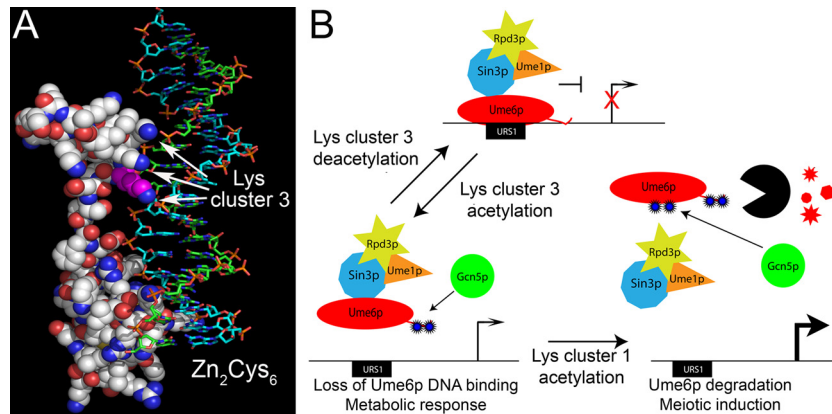 A
Lys
cluster 3
Zn2Cys6
B
Rpd3p
Sin3p
Ume1p
Ume6p
URS1
Lys cluster 3
deacetylation
Lys cluster 3
acetylation
Rpd3p
Sin3p
Ume1p
Gcn5p
Ume6p
URS1
Loss of Ume6p DNA binding
Metabolic response
Lys cluster 1
acetylation
Ume6p
Rpd3p
Sin3p
Ume1p
Gcn5p
URS1
Ume6p degradation
Meiotic induction